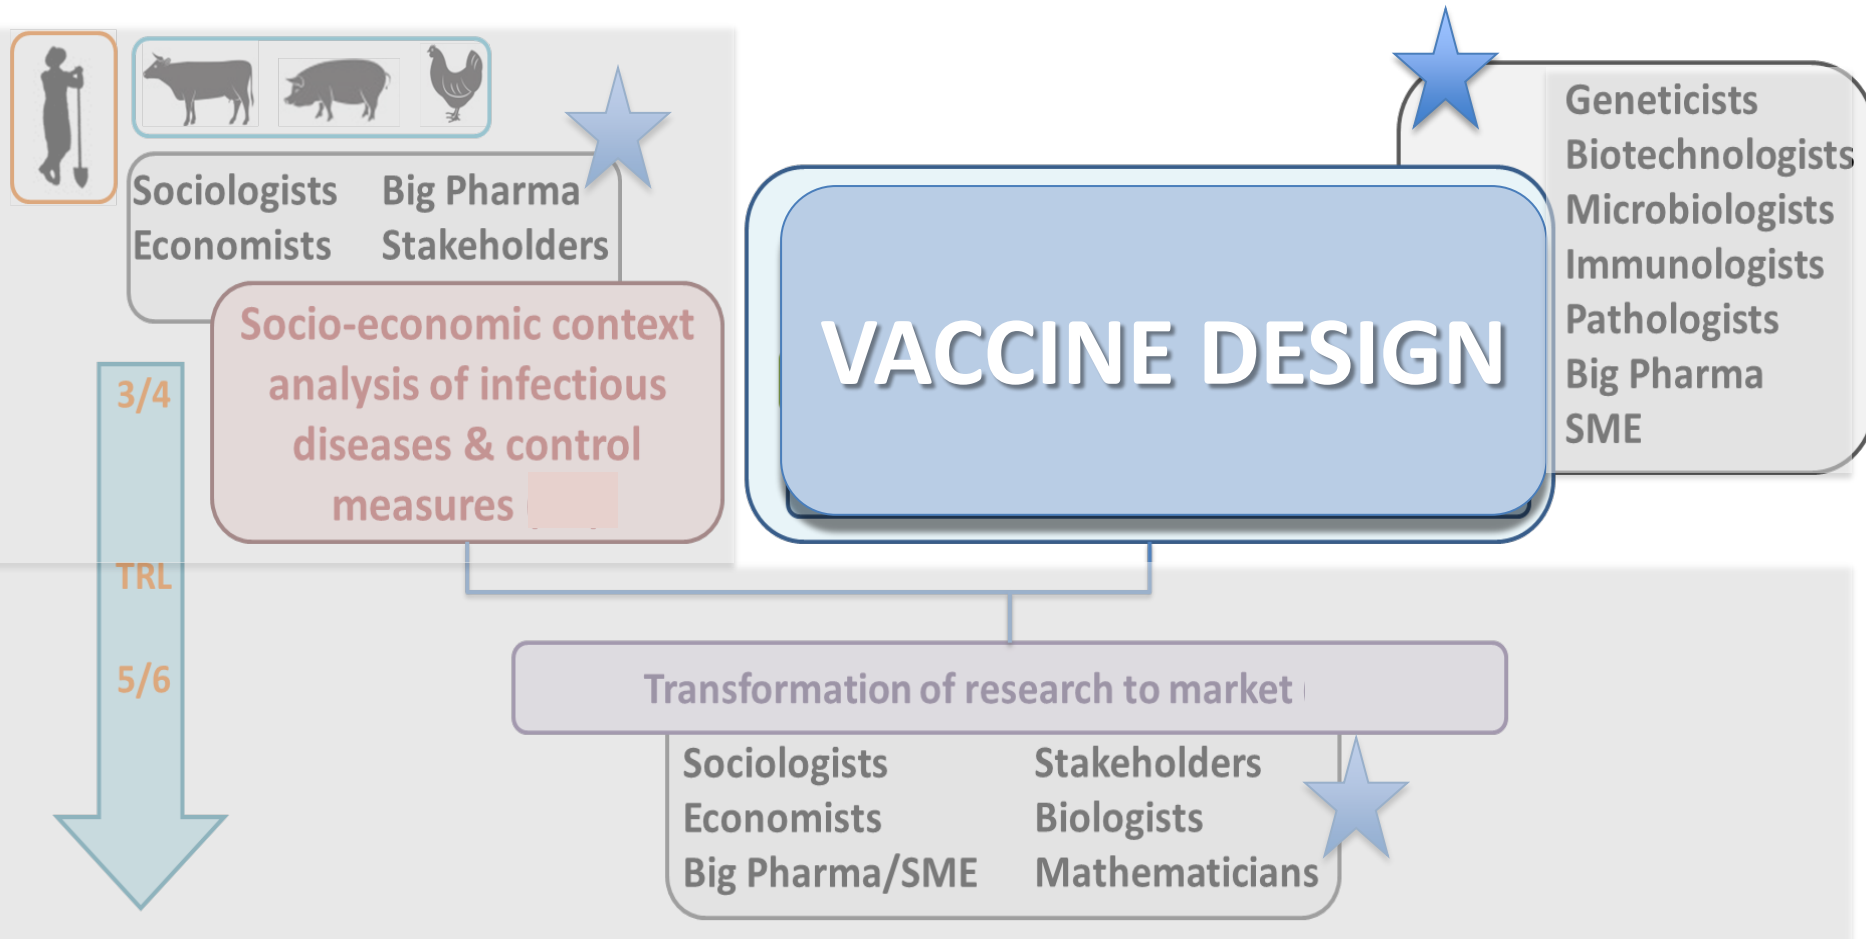 Sociologists Big Pharma
Economists Stakeholders
Socio-economic context
analysis of infectious
diseases & control
measures
3/4
TRL
5/6
VACCINE DESIGN
Geneticists
Biotechnologists
Microbiologists
Immunologists
Pathologists
Big Pharma
SME
Transformation of research to market
Sociologists Stakeholders
Economists Biologists
Big Pharma/SME Mathematicians